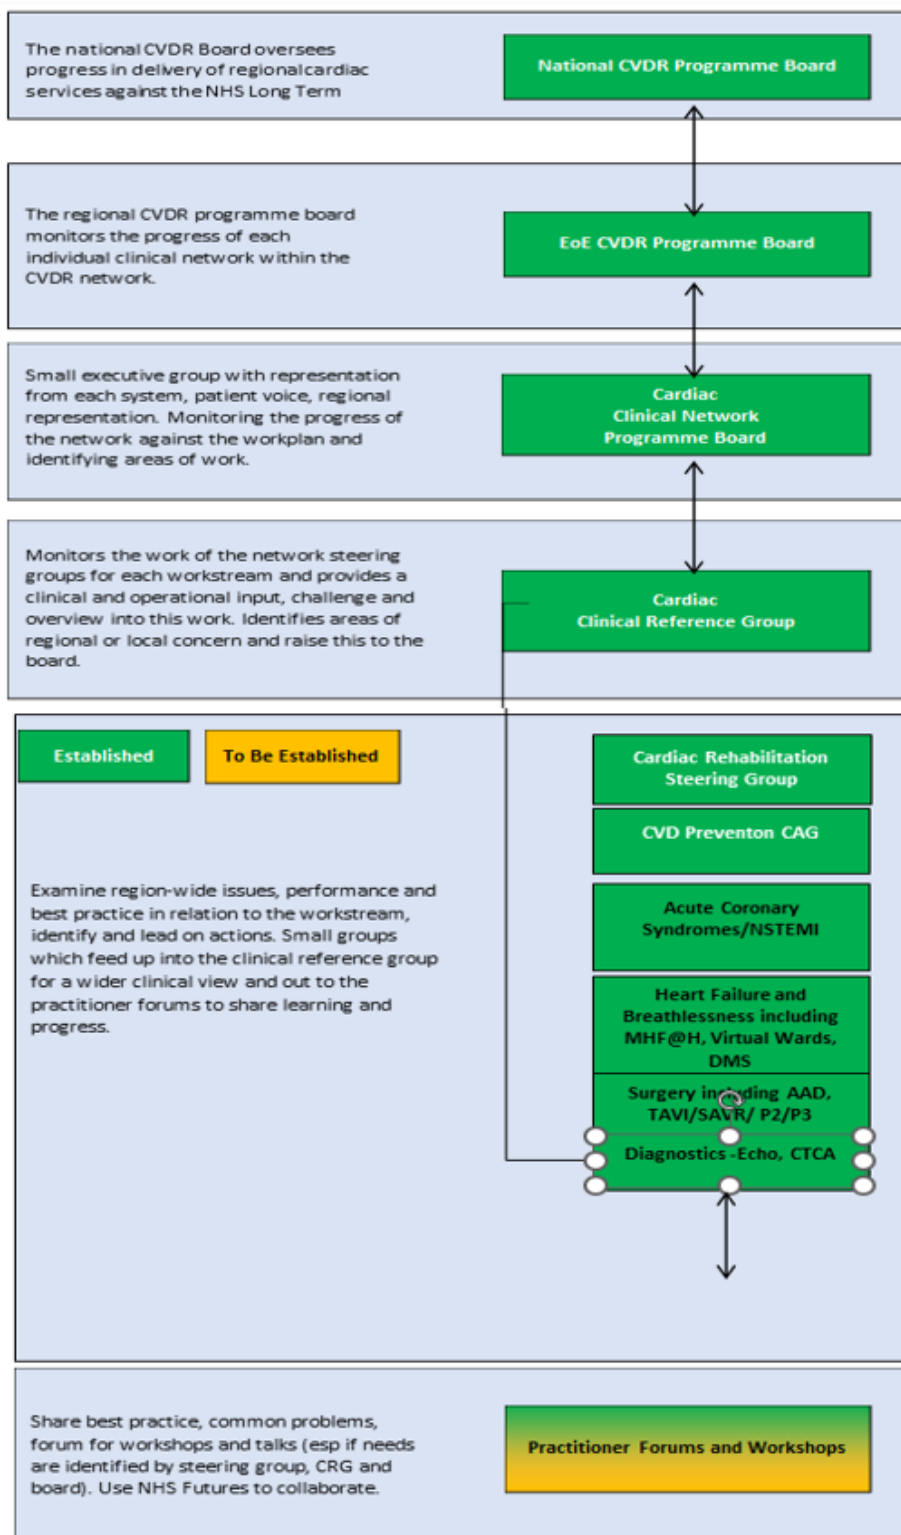 The national CVDR Board oversees
progress in delivery of regional cardiac
services against the NHS Long Term
National CVDR Programme Board
The regional CVDR programme board
monitors the progress of each
individual clinical network within the
CVDR network.
EoE CVDR Programme Board
Small executive group with representation
from each system, patient voice, regional
representation. Monitoring the progress of
the network against the workplan and
identifying areas of work.
Cardiac
Clinical Network
Programme Board
Monitors the work of the network steering
groups for each workstream and provides a
clinical and operational input, challenge and
overview into this work. Identifies areas of
regional or local concern and raise this to the
board.
Cardiac
Clinical Reference Group
Established
To Be Established
Examine region-wide issues, performance and
best practice in relation to the workstream,
identify and lead on actions. Small groups
which feed up into the clinical reference group
for a wider clinical view and out to the
practitioner forums to share learning and
progress.
Cardiac Rehabilitation
Steering Group
CVD Preventon CAG
Acute Coronary
Syndromes/NSTEMI
Heart Failure and
Breathlessness including
MHF@H, Virtual Wards,
DMS
Surgery including AAD,
TAVI/SAVR/ P2/P3
Diagnostics -Echo, CTCA
Share best practice, common problems,
forum for workshops and talks (esp if needs
are identified by steering group, CRG and
board). Use NHS Futures to collaborate.
Practitioner Forums and Workshops